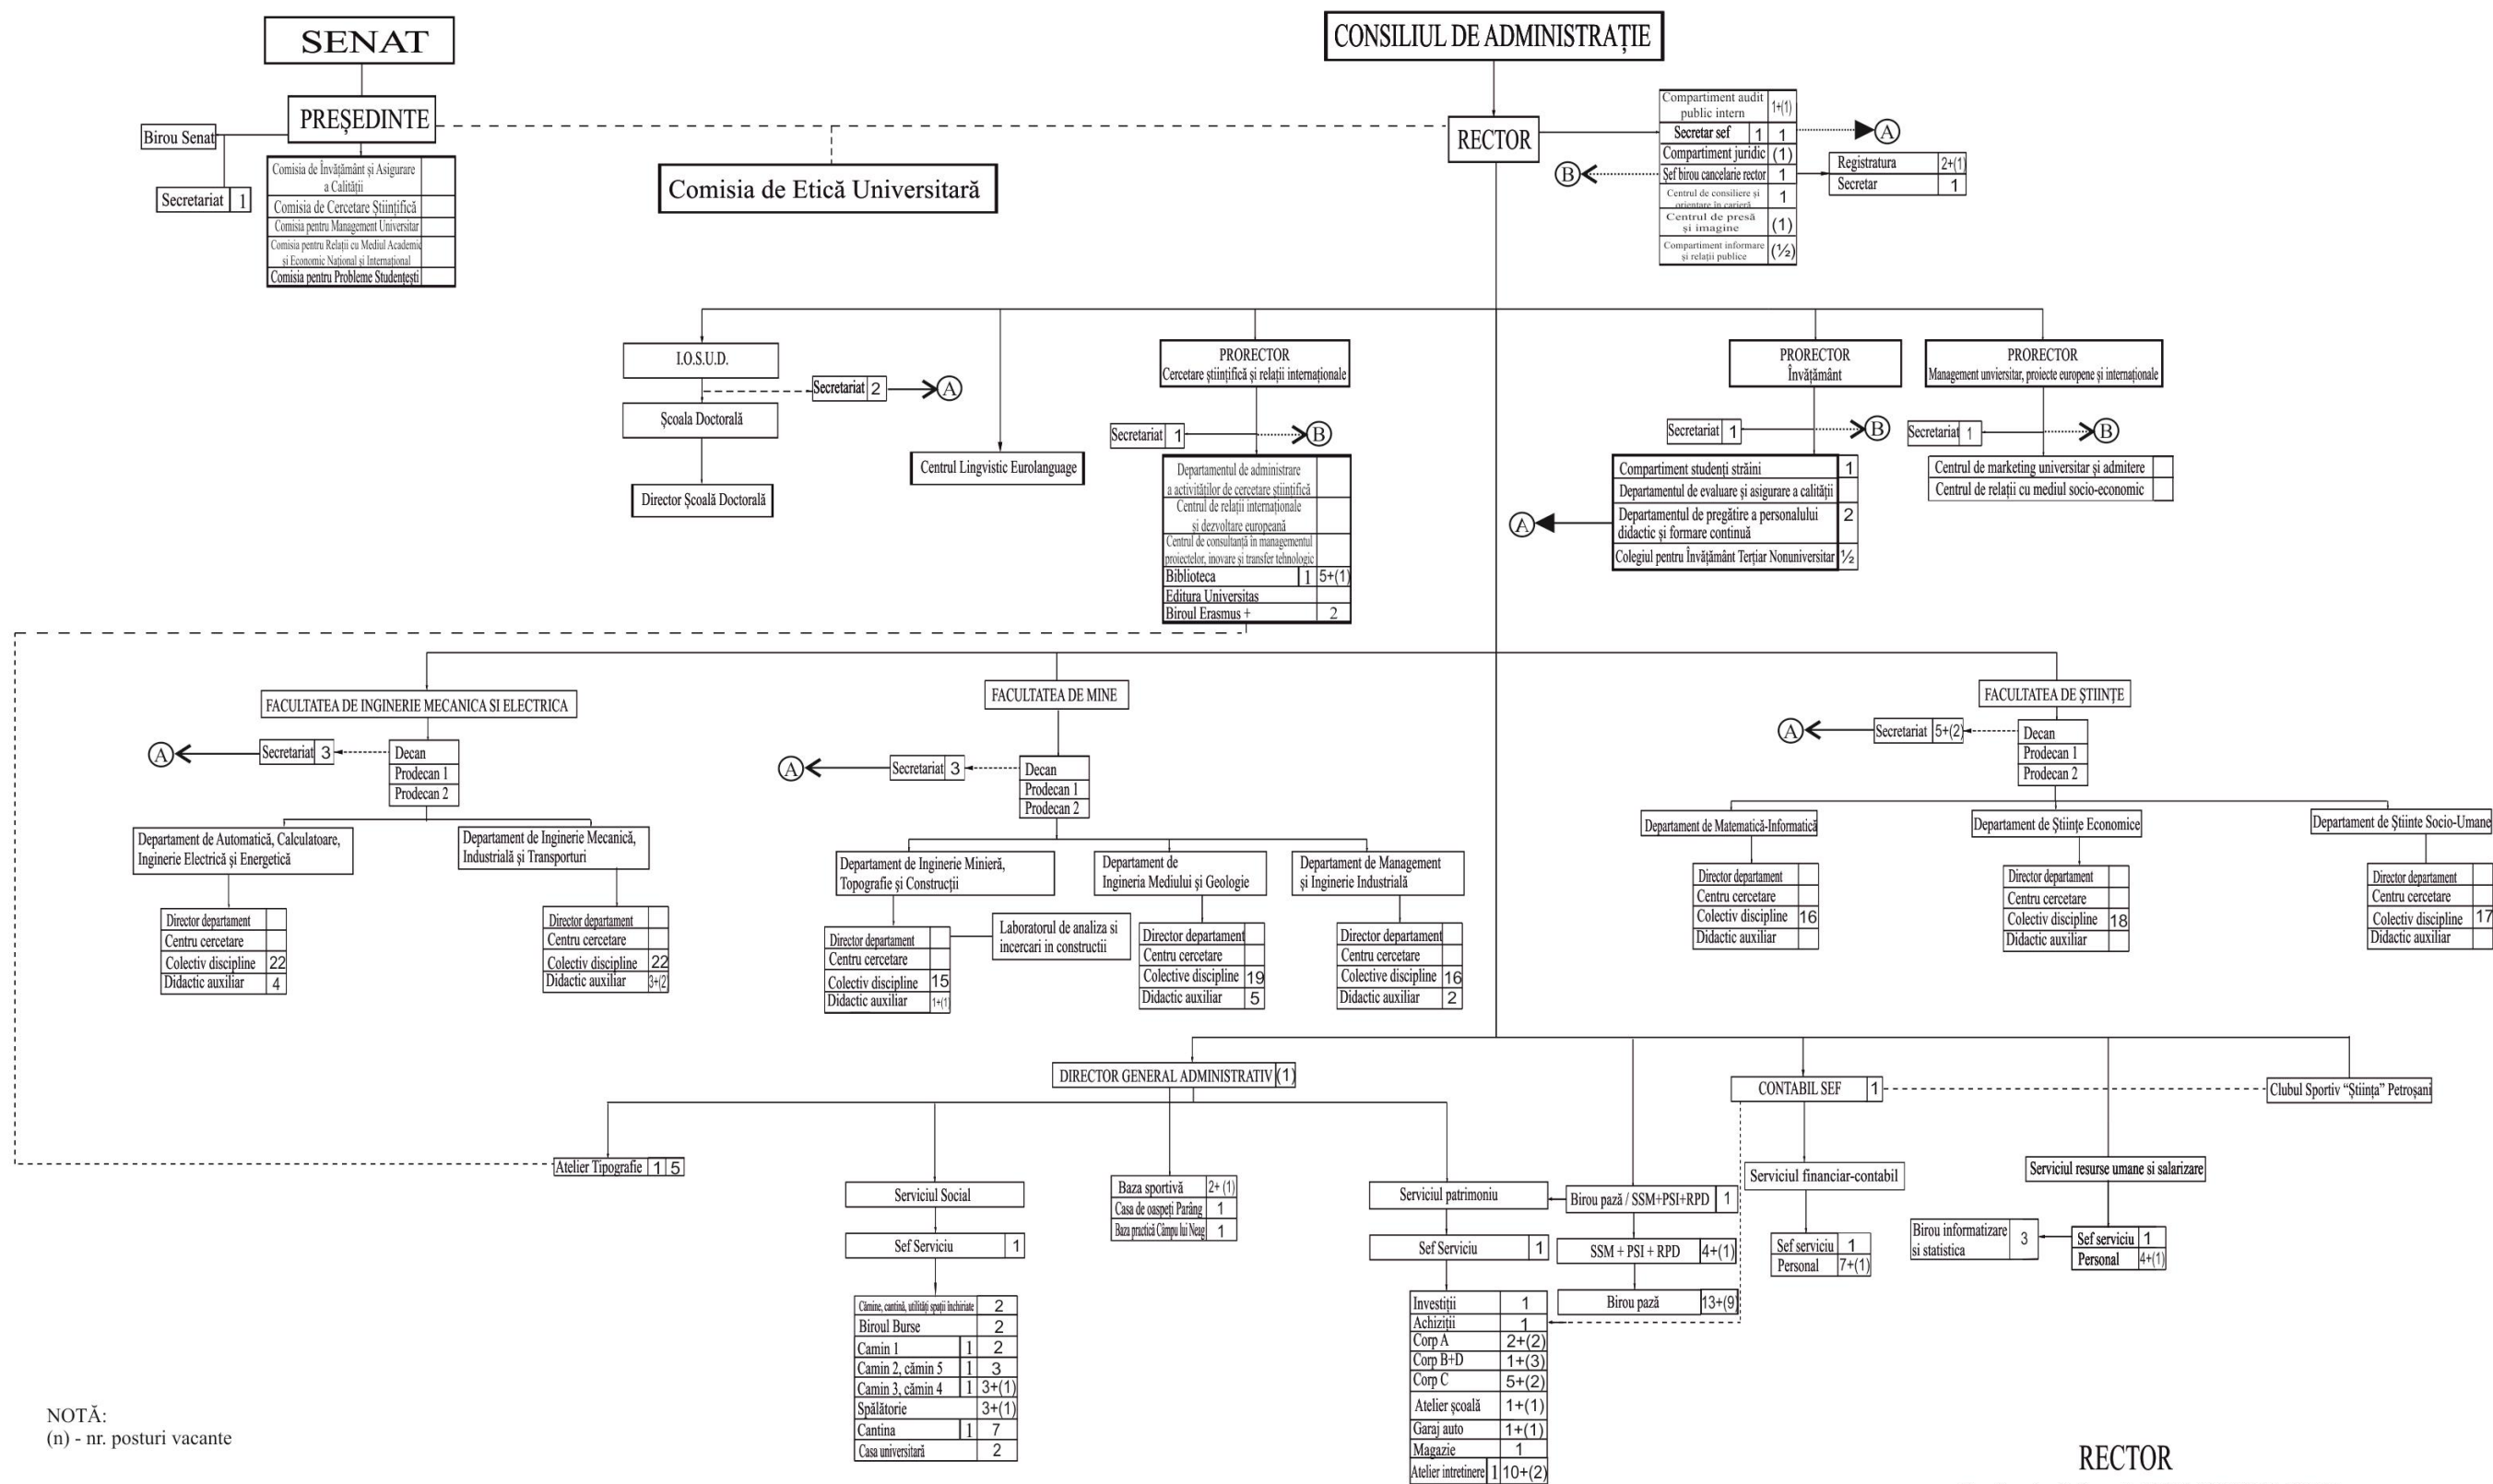 SENAT
PREȘEDINTE
Birou Senat
Secretariat 1
Comisia de Învățământ și Asigurare
a Calității
Comisia de Cercetare Științifică
Comisia pentru Management Universitar
Comisia pentru Relații cu Mediul Academic
și Economic Național și Internațional
Comisia pentru Probleme Studențești
Comisia de Etică Universitară
CONSILIUL DE ADMINISTRAȚIE
RECTOR
Compartiment audit
public intern 1+(1)
Secretar sef 1 1
A
Compartiment juridic (1)
B
Șef birou cancelarie rector 1
Registratura 2+(1)
Secretar 1
Centrul de consiliere și
orientare în carieră 1
Centrul de presă
și imagine (1)
Compartiment informare
și relații publice (½)
I.O.S.U.D.
Secretariat 2
A
Școala Doctorală
Director Școală Doctorală
Centrul Lingvistic Eurolanguage
PRORECTOR
Cercetare științifică și relații internaționale
Secretariat 1
B
Departamentul de administrare
a activităților de cercetare științifică
Centrul de relații internaționale
și dezvoltare europeană
Centrul de consultanță în managementul
proiectelor, inovare și transfer tehnologic
Biblioteca 1 5+(1)
Editura Universitas
Biroul Erasmus + 2
PRORECTOR
Învățământ
Secretariat 1
B
Compartiment studenți străini 1
Departamentul de evaluare și asigurare a calității
Departamentul de pregătire a personalului 2
didactic și formare continuă
Colegiul pentru Învățământ Terțiar Nonuniversitar ½
A
PRORECTOR
Management unviersitar, proiecte europene și internaționale
Secretariat 1
B
Centrul de marketing universitar și admitere
Centrul de relații cu mediul socio-economic
FACULTATEA DE INGINERIE MECANICA SI ELECTRICA
A
Secretariat 3
Decan
Prodecan 1
Prodecan 2
Departament de Automatică, Calculatoare,
Inginerie Electrică și Energetică
Director departament
Centru cercetare
Colectiv discipline 22
Didactic auxiliar 4
Departament de Inginerie Mecanică,
Industrială și Transporturi
Director departament
Centru cercetare
Colectiv discipline 22
Didactic auxiliar 3+(2
FACULTATEA DE MINE
A
Secretariat 3
Decan
Prodecan 1
Prodecan 2
Departament de Inginerie Minieră,
Topografie și Construcții
Director departament
Centru cercetare
Colectiv discipline 15
Didactic auxiliar 1+(1)
Laboratorul de analiza si
incercari in constructii
Departament de
Ingineria Mediului și Geologie
Director departament
Centru cercetare
Colective discipline 19
Didactic auxiliar 5
Departament de Management
și Inginerie Industrială
Director departament
Centru cercetare
Colective discipline 16
Didactic auxiliar 2
FACULTATEA DE ȘTIINȚE
A
Secretariat 5+(2)
Decan
Prodecan 1
Prodecan 2
Departament de Matematică-Informatică
Director departament
Centru cercetare
Colectiv discipline 16
Didactic auxiliar
Departament de Științe Economice
Director departament
Centru cercetare
Colectiv discipline 18
Didactic auxiliar
Departament de Științe Socio-Umane
Director departament
Centru cercetare
Colectiv discipline 17
Didactic auxiliar
DIRECTOR GENERAL ADMINISTRATIV (1)
Atelier Tipografie 1 5
Serviciul Social
Sef Serviciu 1
Cămine, cantină, utilități spații închiriate 2
Biroul Burse 2
Camin 1 1 2
Camin 2, cămin 5 1 3
Camin 3, cămin 4 1 3+(1)
Spălătorie 3+(1)
Cantina 1 7
Casa universitară 2
Baza sportivă 2+ (1)
Casa de oaspeți Parâng 1
Baza practică Câmpu lui Neag 1
Serviciul patrimoniu
Sef Serviciu 1
Investiții 1
Achiziții 1
Corp A 2+(2)
Corp B+D 1+(3)
Corp C 5+(2)
Atelier școală 1+(1)
Garaj auto 1+(1)
Magazie 1
Atelier intretinere 1 10+(2)
Birou pază / SSM+PSI+RPD 1
SSM + PSI + RPD 4+(1)
Birou pază 13+(9)
CONTABIL SEF 1
Serviciul financiar-contabil
Sef serviciu 1
Personal 7+(1)
Serviciul resurse umane si salarizare
Birou informatizare
si statistica 3
Sef serviciu 1
Personal 4+(1)
Clubul Sportiv “Știința” Petroșani
NOTĂ:
(n) - nr. posturi vacante
RECTOR